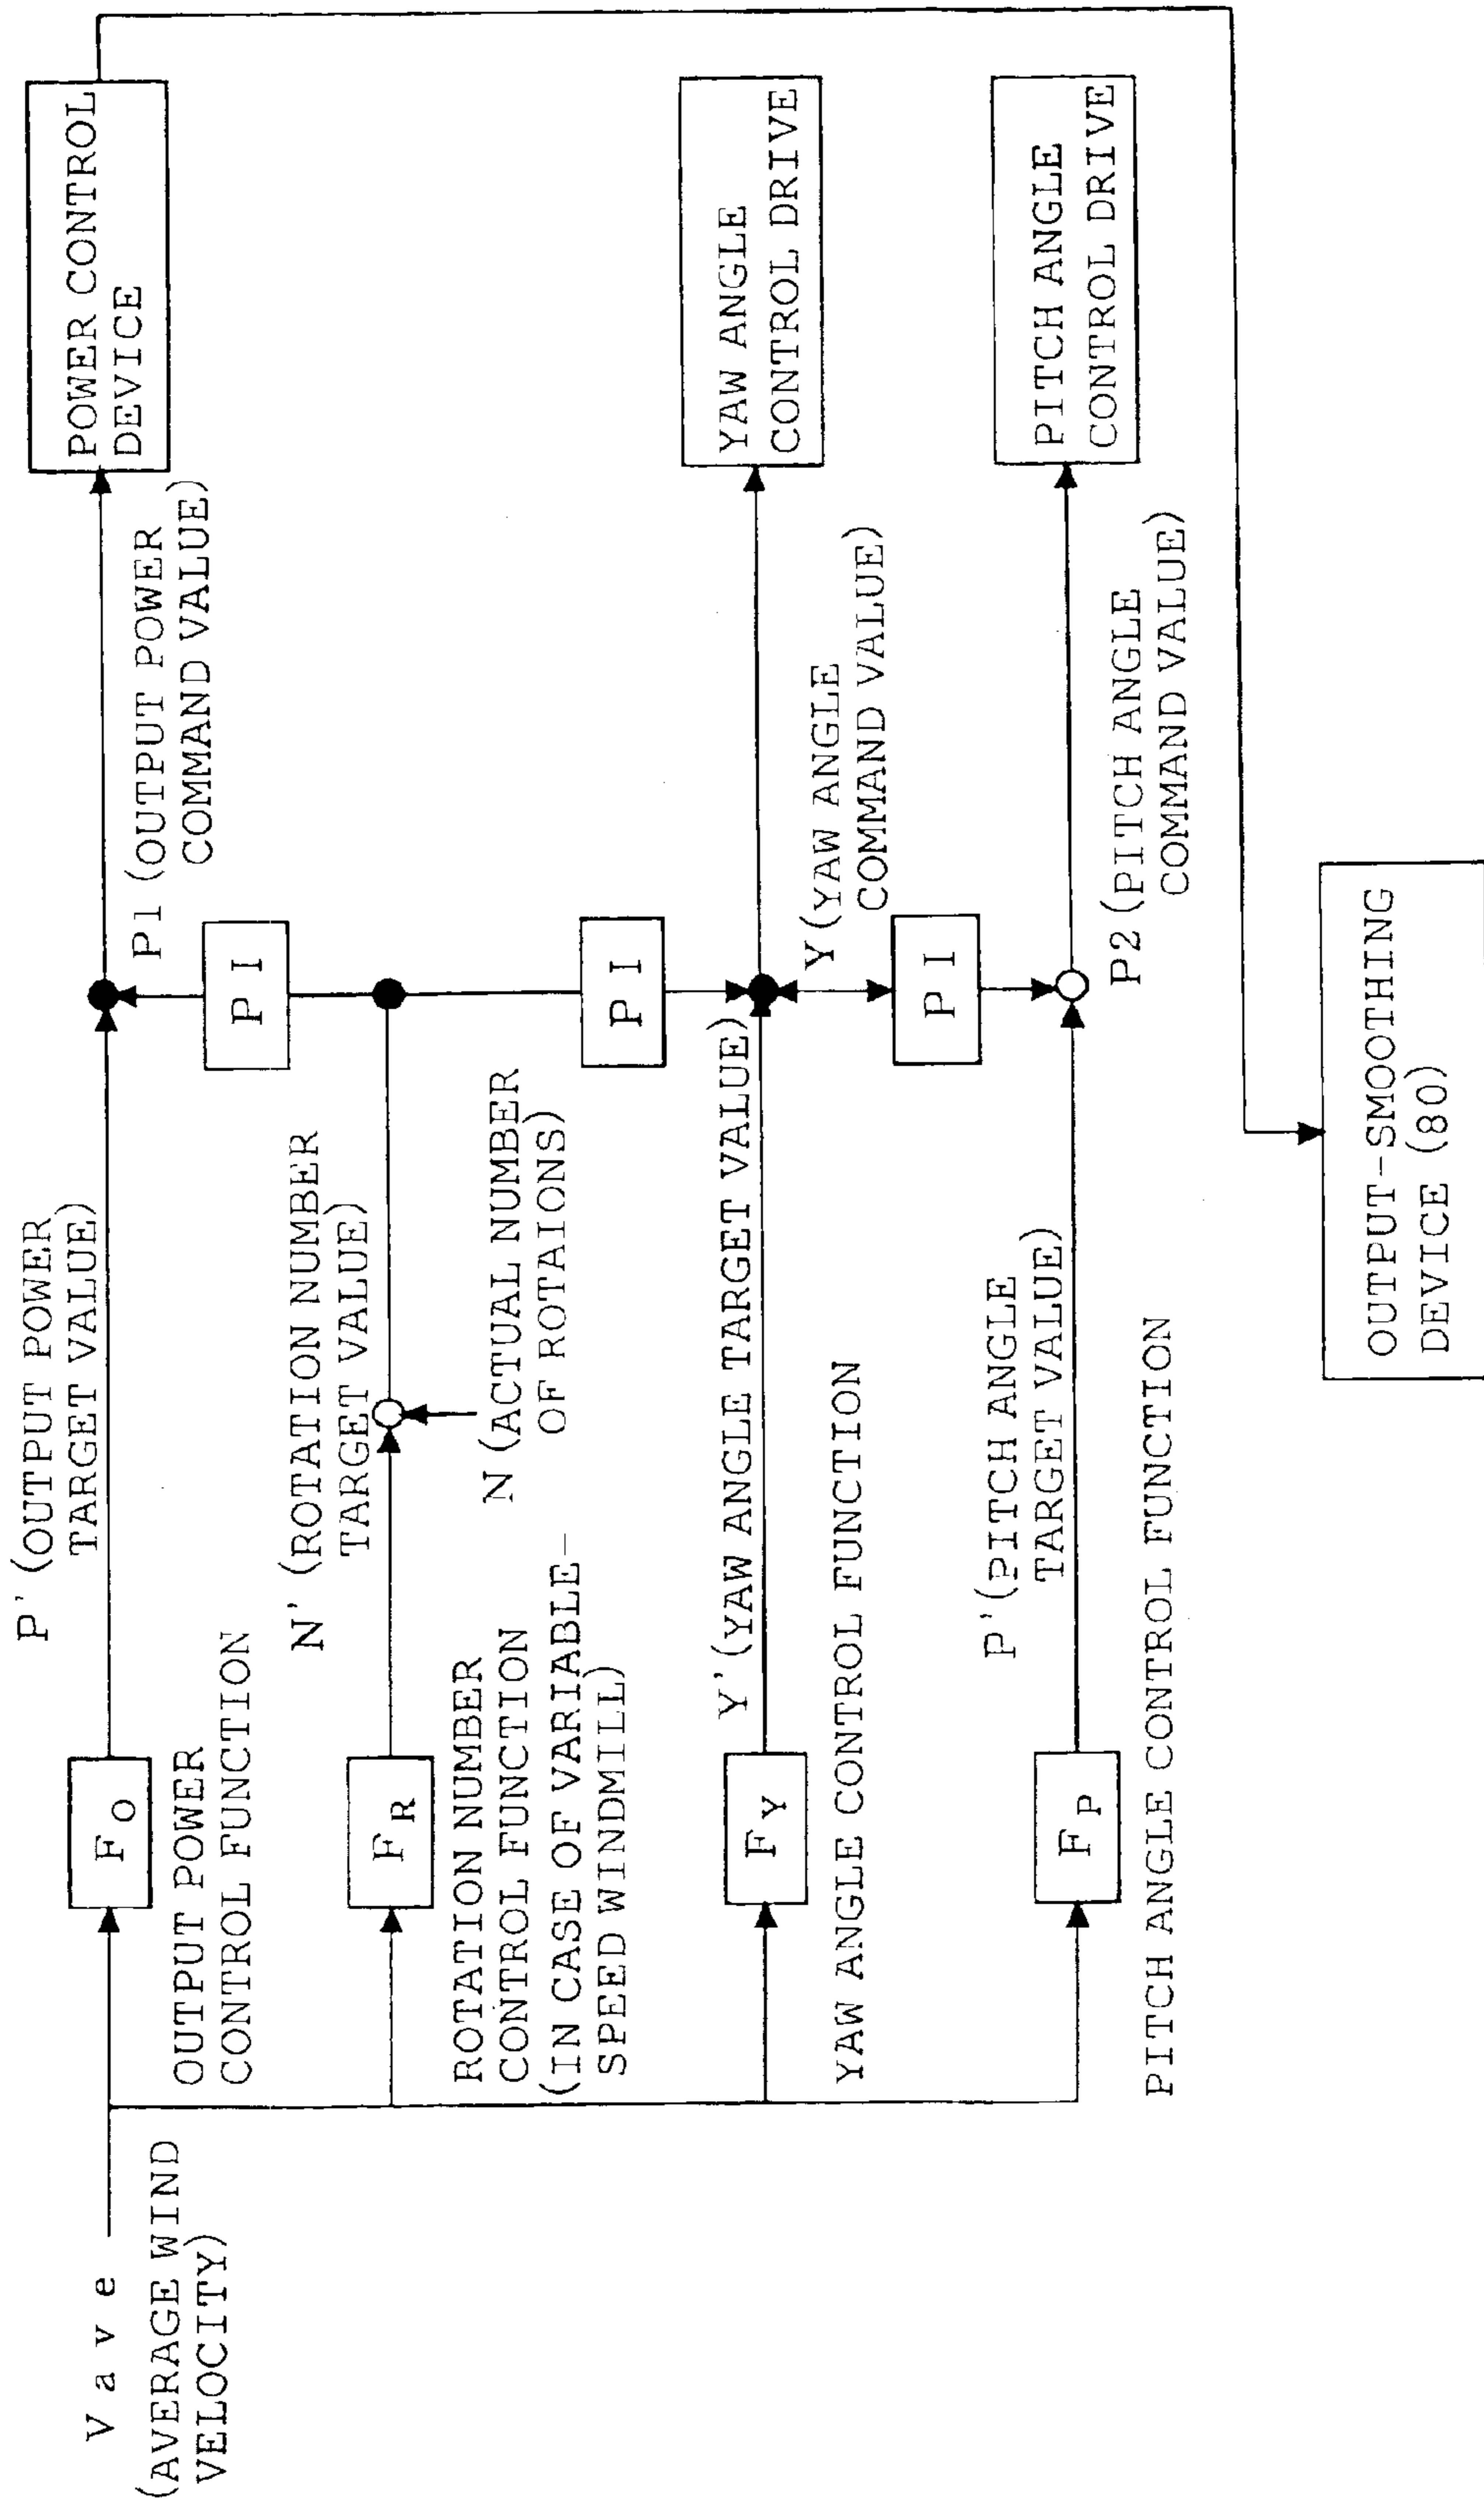 V a v e
(AVERAGE WIND
VELOCITY)
FO
OUTPUT POWER
CONTROL FUNCTION
P' (OUTPUT POWER
TARGET VALUE)
P1 (OUTPUT POWER
COMMAND VALUE)
POWER CONTROL
DEVICE
P I
FR
ROTATION NUMBER
CONTROL FUNCTION
(IN CASE OF VARIABLE-
SPEED WINDMILL)
N' (ROTATION NUMBER
TARGET VALUE)
N (ACTUAL NUMBER
OF ROTAIONS)
P I
FY
YAW ANGLE CONTROL FUNCTION
Y' (YAW ANGLE TARGET VALUE)
Y (YAW ANGLE
COMMAND VALUE)
YAW ANGLE
CONTROL DRIVE
P I
FP
PITCH ANGLE CONTROL FUNCTION
P' (PITCH ANGLE
TARGET VALUE)
P2 (PITCH ANGLE
COMMAND VALUE)
PITCH ANGLE
CONTROL DRIVE
OUTPUT-SMOOTHING
DEVICE (80)